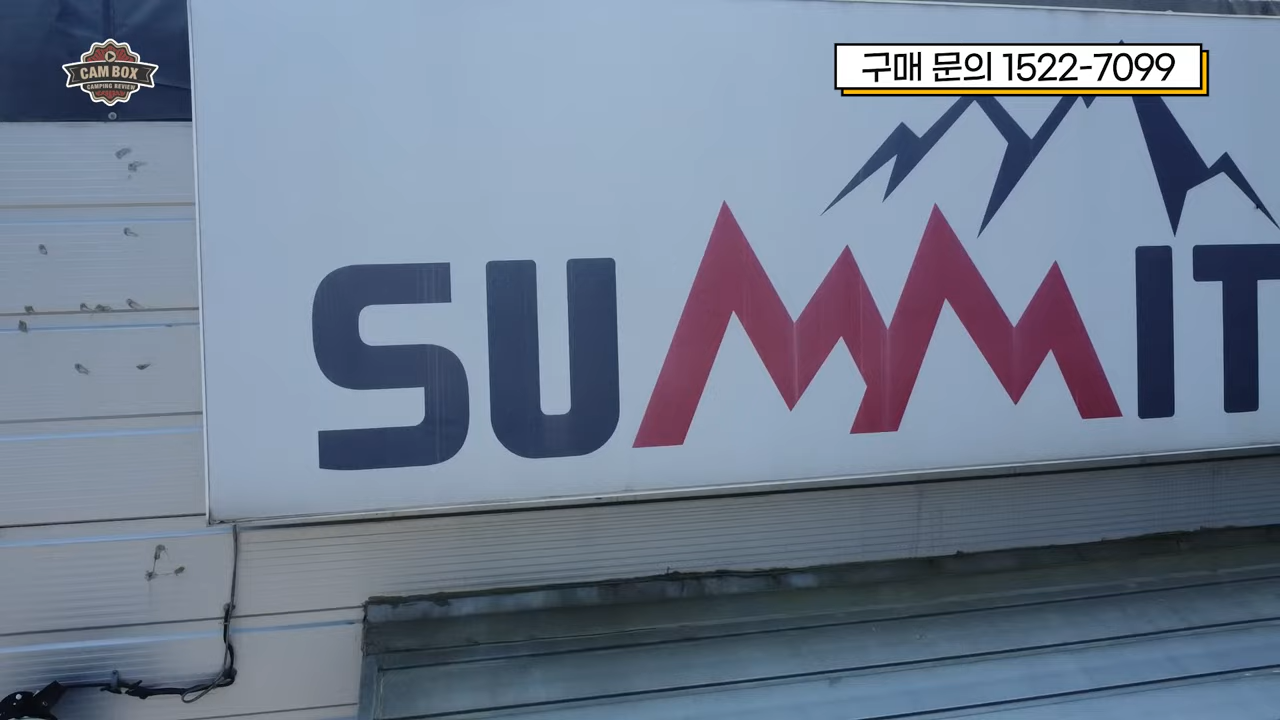 CAM BOX
CAMPING REVIEW
구매 문의 1522-7099
SUMMIT